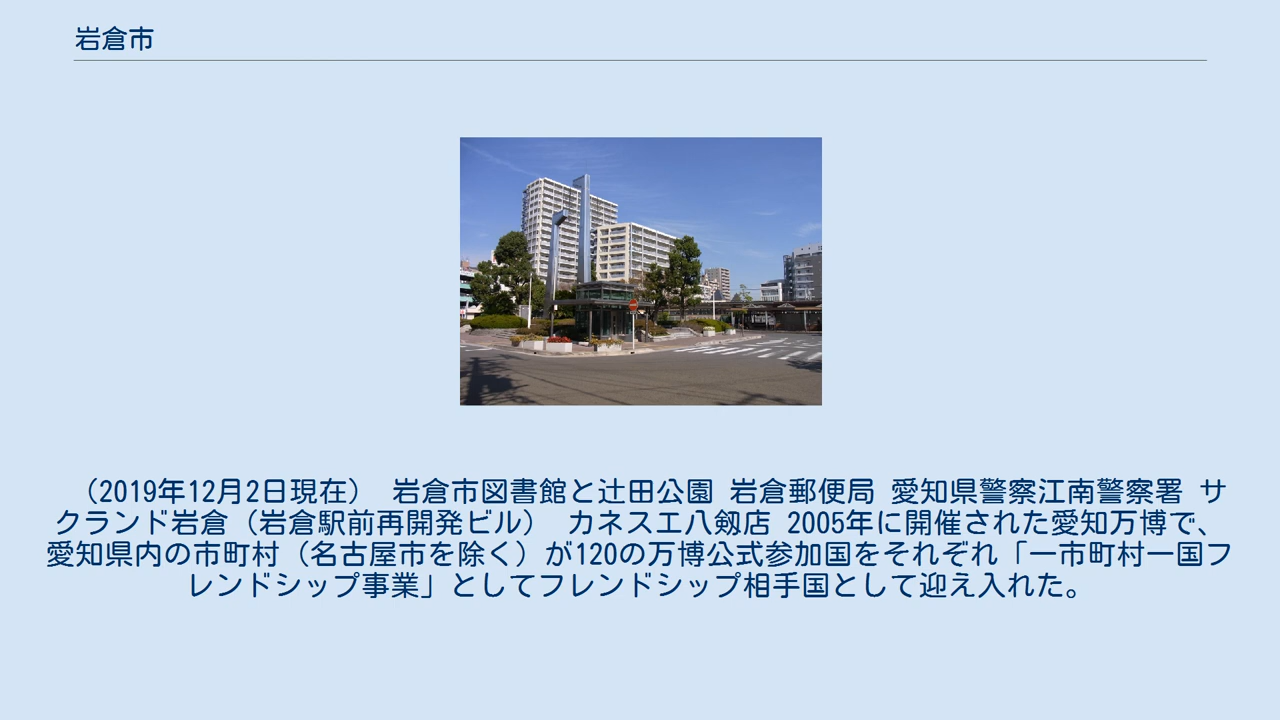 岩倉市
（2019年12月2日現在） 岩倉市図書館と辻田公園 岩倉郵便局 愛知県警察江南警察署 サ
クランド岩倉（岩倉駅前再開発ビル） カネスエ八剱店 2005年に開催された愛知万博で、
愛知県内の市町村（名古屋市を除く）が120の万博公式参加国をそれぞれ「一市町村一国フ
レンドシップ事業」としてフレンドシップ相手国として迎え入れた。